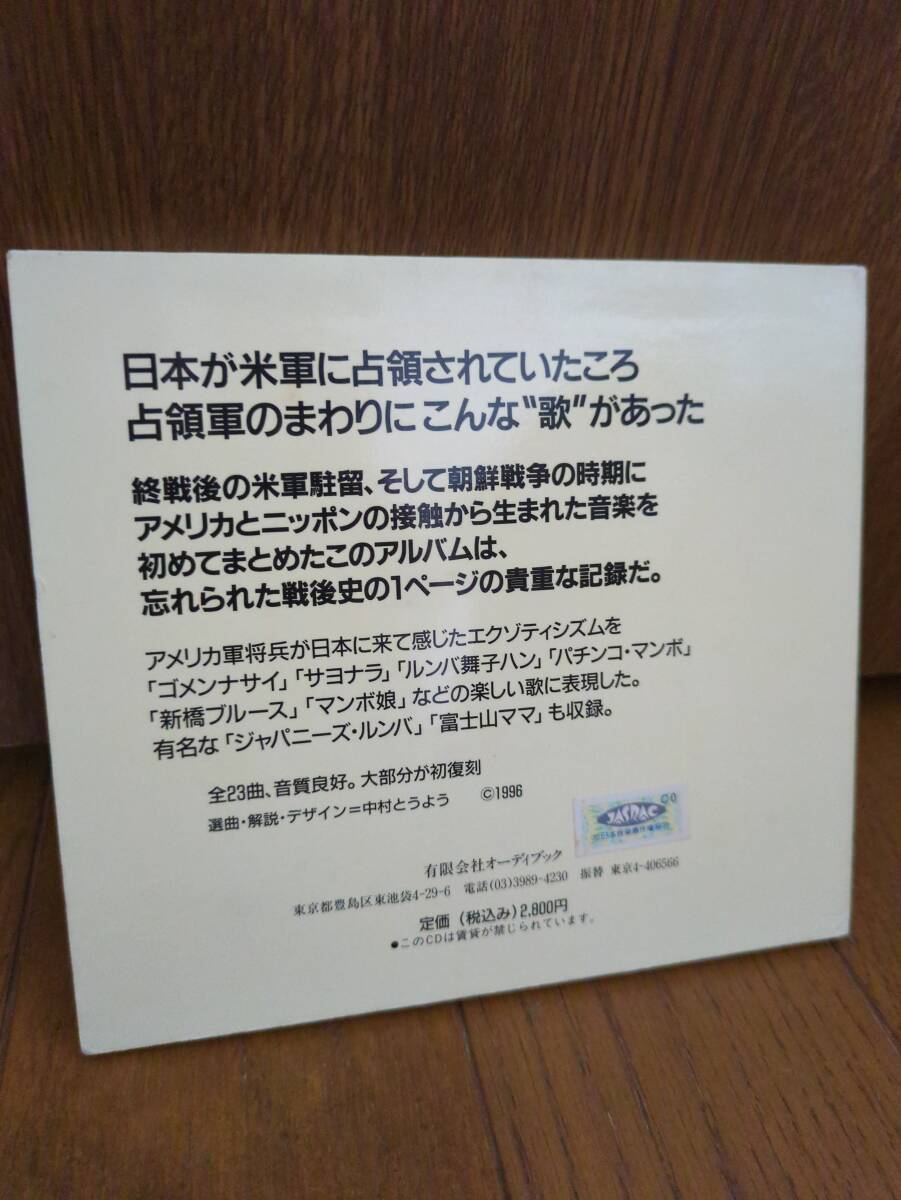 日本が米軍に占領されていたころ
占領軍のまわりにこんな“歌”があった
終戦後の米軍駐留、そして朝鮮戦争の時期に
アメリカとニッポンの接触から生まれた音楽を
初めてまとめたこのアルバムは、
忘れられた戦後史の1ページの貴重な記録だ。
アメリカ軍将兵が日本に来て感じたエクゾティシズムを
「ゴメンナサイ」「サヨナラ」「ルンバ舞子ハン」「パチンコ・マンボ」
「新橋ブルース」「マンボ娘」などの楽しい歌に表現した。
有名な「ジャパニーズ・ルンバ」「富士山ママ」も収録。
全23曲、音質良好。大部分が初復刻
選曲・解説・デザイン=中村とうよう ©1996
JASRAC
有限会社オーディブック
東京都豊島区東池袋4-29-6 電話(03)3989-4230 振替 東京4-406566
定価(税込み)2,800円
●このCDは賃貸が禁じられています。